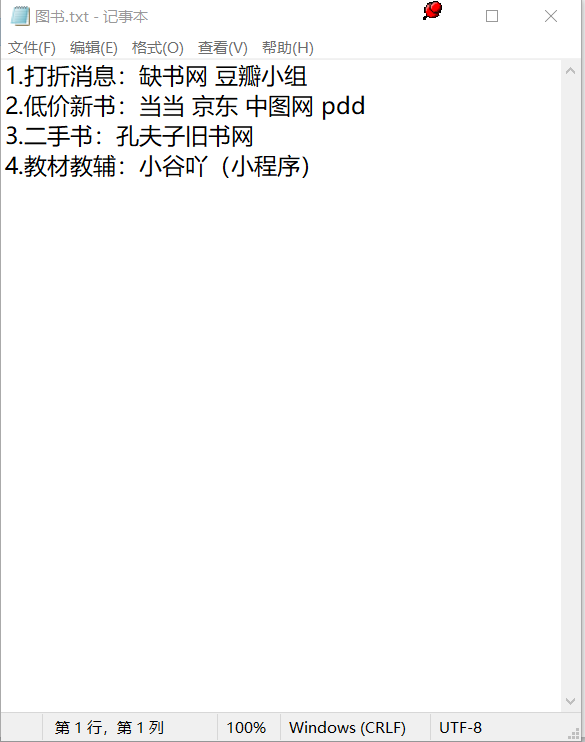 图书.txt - 记事本
文件(F) 编辑(E) 格式(O) 查看(V) 帮助(H)
1.打折消息：缺书网 豆瓣小组
2.低价新书：当当 京东 中图网 pdd
3.二手书：孔夫子旧书网
4.教材教辅：小谷吖（小程序）
第 1 行，第 1 列 100% Windows (CRLF) UTF-8